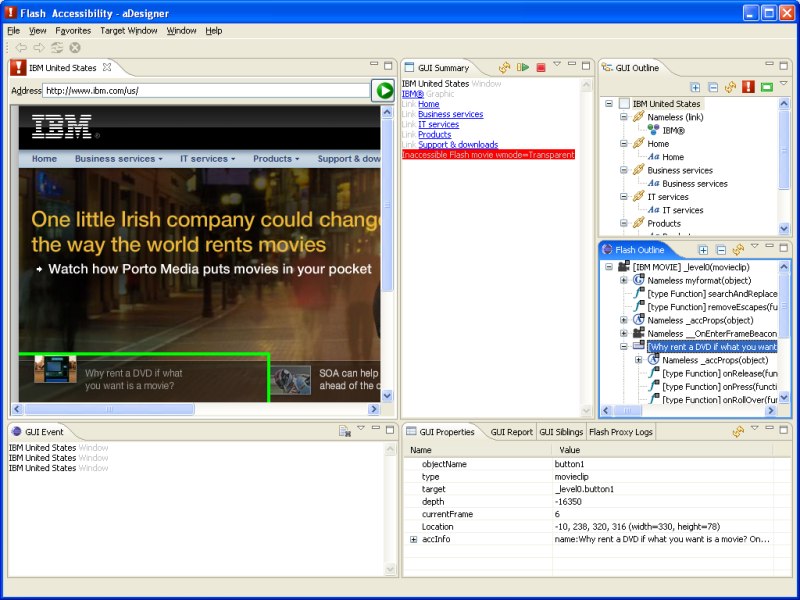 Flash Accessibility - aDesigner
File View Favorites Target Window Window Help
IBM United States
Address http://www.ibm.com/us/
IBM®
Home Business services IT services Products Support & dow
One little Irish company could change
the way the world rents movies
Watch how Porto Media puts movies in your pocket
Why rent a DVD if what
you want is a movie?
SOA can help
ahead of the c
GUI Summary
IBM United States Window
IBM® Graphic
Link Home
Link Business services
Link IT services
Link Products
Link Support & downloads
Inaccessible Flash movie wmode=Transparent
GUI Outline
IBM United States
Nameless (link)
IBM®
Home
Aa Home
Business services
Aa Business services
IT services
Aa IT services
Products
Flash Outline
[IBM MOVIE] _level0(movieclip)
Nameless myformat(object)
[type Function] searchAndReplace
[type Function] removeEscapes(fu
Nameless _accProps(object)
Nameless __OnEnterFrameBeacon
[Why rent a DVD if what you want
Nameless _accProps(object)
[type Function] onRelease(fun
[type Function] onPress(functi
[type Function] onRollOver(fur
GUI Event
IBM United States Window
IBM United States Window
IBM United States Window
GUI Properties GUI Report GUI Siblings Flash Proxy Logs
Name Value
objectName button1
type movieclip
target _level0.button1
depth -16350
currentFrame 6
Location -10, 238, 320, 316 (width=330, height=78)
accInfo name:Why rent a DVD if what you want is a movie? On...